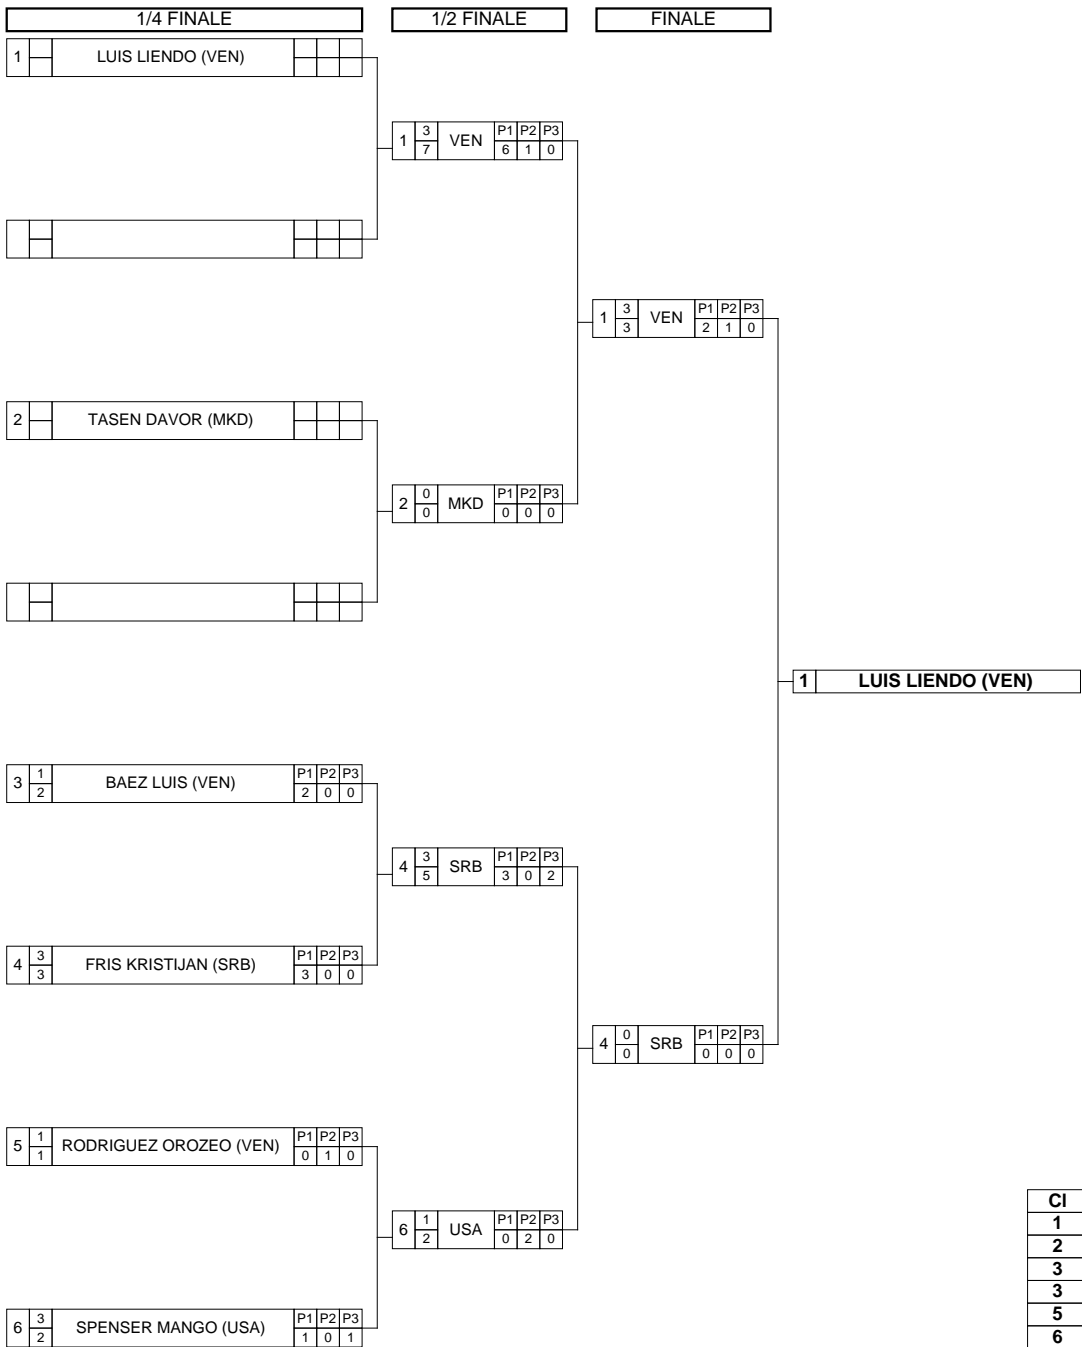 1/4 FINALE 1/2 FINALE FINALE
1 LUIS LIENDO (VEN)
1 3 7 VEN P1 P2 P3 6 1 0
1 3 3 VEN P1 P2 P3 2 1 0
2 TASEN DAVOR (MKD)
2 0 0 MKD P1 P2 P3 0 0 0
1 LUIS LIENDO (VEN)
3 1 2 BAEZ LUIS (VEN) P1 P2 P3 2 0 0
4 3 5 SRB P1 P2 P3 3 0 2
4 3 3 FRIS KRISTIJAN (SRB) P1 P2 P3 3 0 0
4 0 0 SRB P1 P2 P3 0 0 0
5 1 1 RODRIGUEZ OROZEO (VEN) P1 P2 P3 0 1 0
6 1 2 USA P1 P2 P3 0 2 0
6 3 2 SPENSER MANGO (USA) P1 P2 P3 1 0 1
Cl
1
2
3
3
5
6